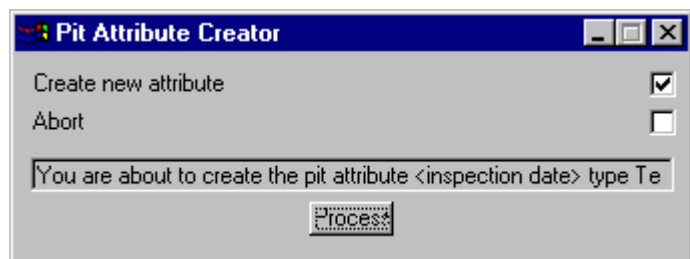 Pit Attribute Creator
Create new attribute
Abort
You are about to create the pit attribute <inspection date> type Te
Process